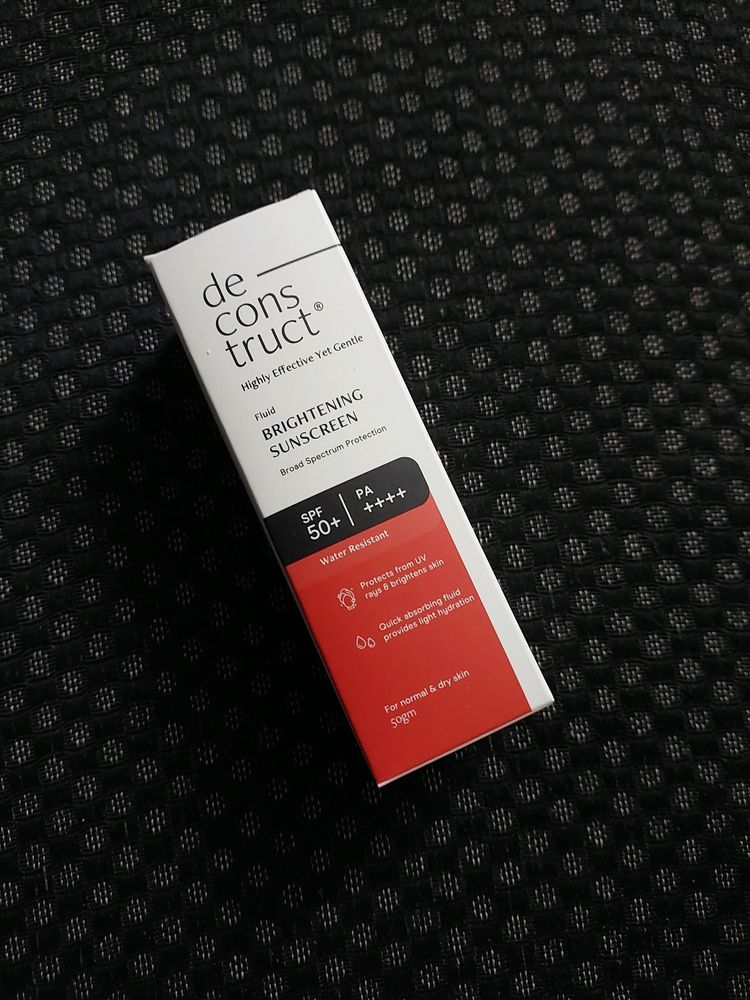 de
cons
truct®
Highly Effective Yet Gentle
Fluid
BRIGHTENING
SUNSCREEN
Broad Spectrum Protection
SPF
50+
PA
++++
Water Resistant
Protects from UV
rays & brightens skin
Quick absorbing fluid
provides light hydration
For normal & dry skin
50gm